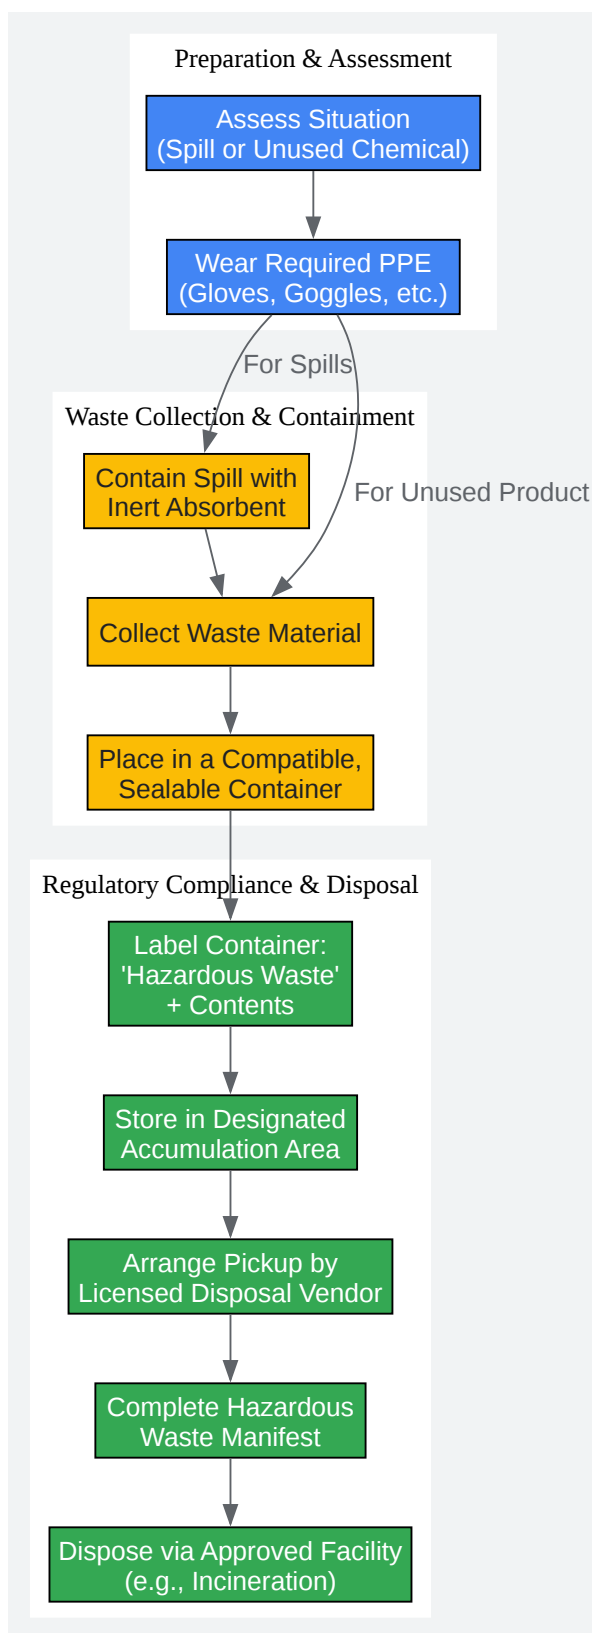 Preparation & Assessment
Assess Situation
(Spill or Unused Chemical)
Wear Required PPE
(Gloves, Goggles, etc.)
For Spills
Waste Collection & Containment
Contain Spill with
Inert Absorbent
For Unused Product
Collect Waste Material
Place in a Compatible,
Sealable Container
Regulatory Compliance & Disposal
Label Container:
'Hazardous Waste'
+ Contents
Store in Designated
Accumulation Area
Arrange Pickup by
Licensed Disposal Vendor
Complete Hazardous
Waste Manifest
Dispose via Approved Facility
(e.g., Incineration)